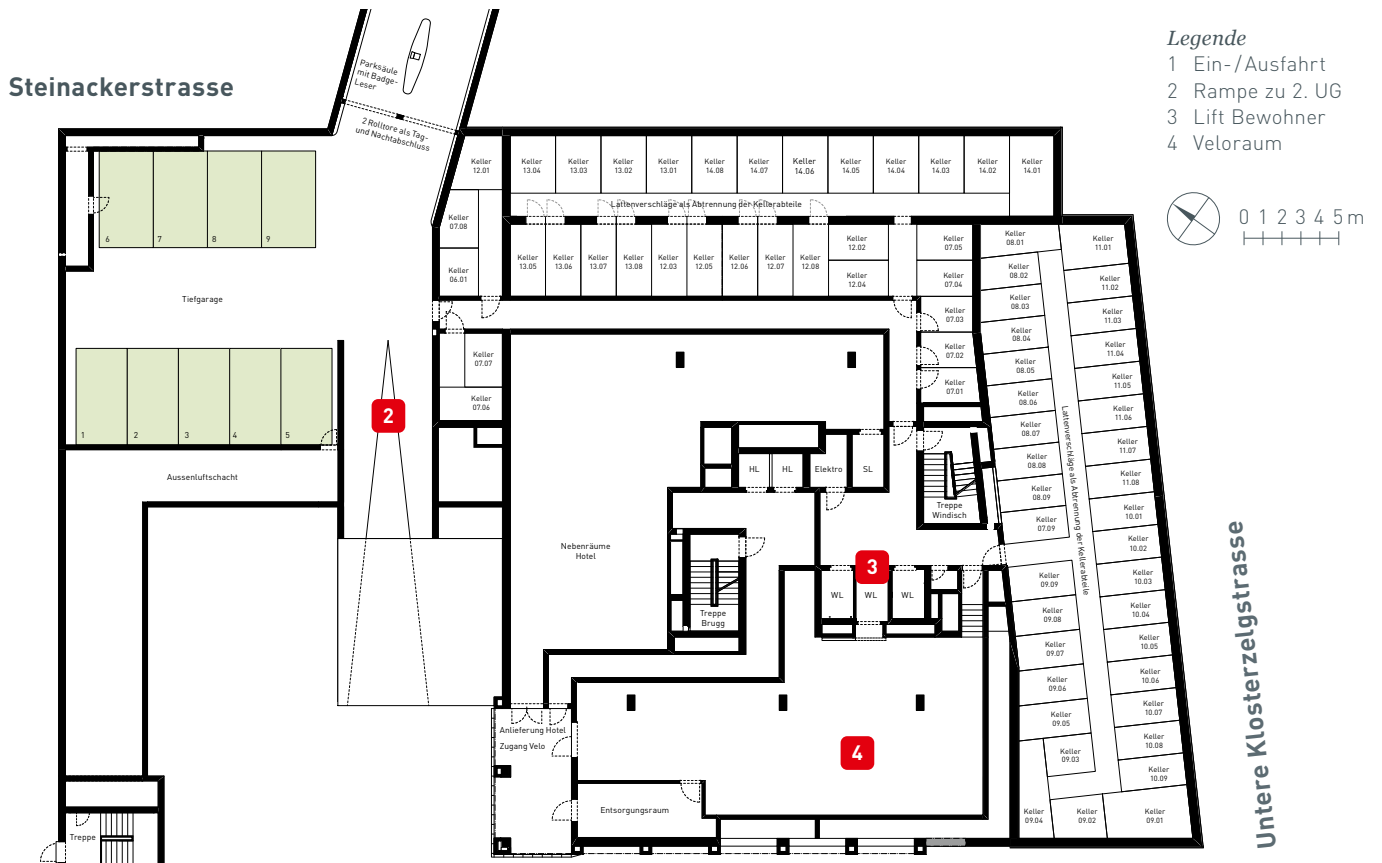 Steinackerstrasse
Parksäule
mit Badge-
Leser
2 Rolltore als Tag-
und Nachtabschluss
Legende
1 Ein-/Ausfahrt
2 Rampe zu 2. UG
3 Lift Bewohner
4 Veloraum
0 1 2 3 4 5 m
Keller
12.01
Keller
13.04
Keller
13.03
Keller
13.02
Keller
13.01
Keller
14.08
Keller
14.07
Keller
14.06
Keller
14.05
Keller
14.04
Keller
14.03
Keller
14.02
Keller
14.01
Lattenverschläge als Abtrennung der Kellerabteile
Keller
07.08
Keller
06.01
Keller
13.05
Keller
13.06
Keller
13.07
Keller
13.08
Keller
12.03
Keller
12.05
Keller
12.06
Keller
12.07
Keller
12.08
Keller
12.02
Keller
12.04
Keller
07.05
Keller
07.04
Keller
07.03
Keller
07.02
Keller
07.01
Keller
08.01
Keller
08.02
Keller
08.03
Keller
08.04
Keller
08.05
Keller
08.06
Keller
08.07
Keller
08.08
Keller
08.09
Keller
07.09
Keller
11.01
Keller
11.02
Keller
11.03
Keller
11.04
Keller
11.05
Keller
11.06
Keller
11.07
Keller
11.08
Keller
10.01
Keller
10.02
Keller
10.03
Keller
10.04
Keller
10.05
Keller
10.06
Keller
10.07
Keller
10.08
Keller
10.09
Lattenverschläge als Abtrennung der Kellerabteile
Keller
09.09
Keller
09.08
Keller
09.07
Keller
09.06
Keller
09.05
Keller
09.03
Keller
09.04
Keller
09.02
Keller
09.01
6
7
8
9
Tiefgarage
1
2
3
4
5
Aussenluftschacht
2
Keller
07.07
Keller
07.06
HL
HL
Elektro
SL
Treppe
Windisch
Nebenräume
Hotel
Treppe
Brugg
3
WL
WL
WL
4
Anlieferung Hotel
Zugang Velo
Entsorgungsraum
Treppe
Untere Klosterzelgstrasse